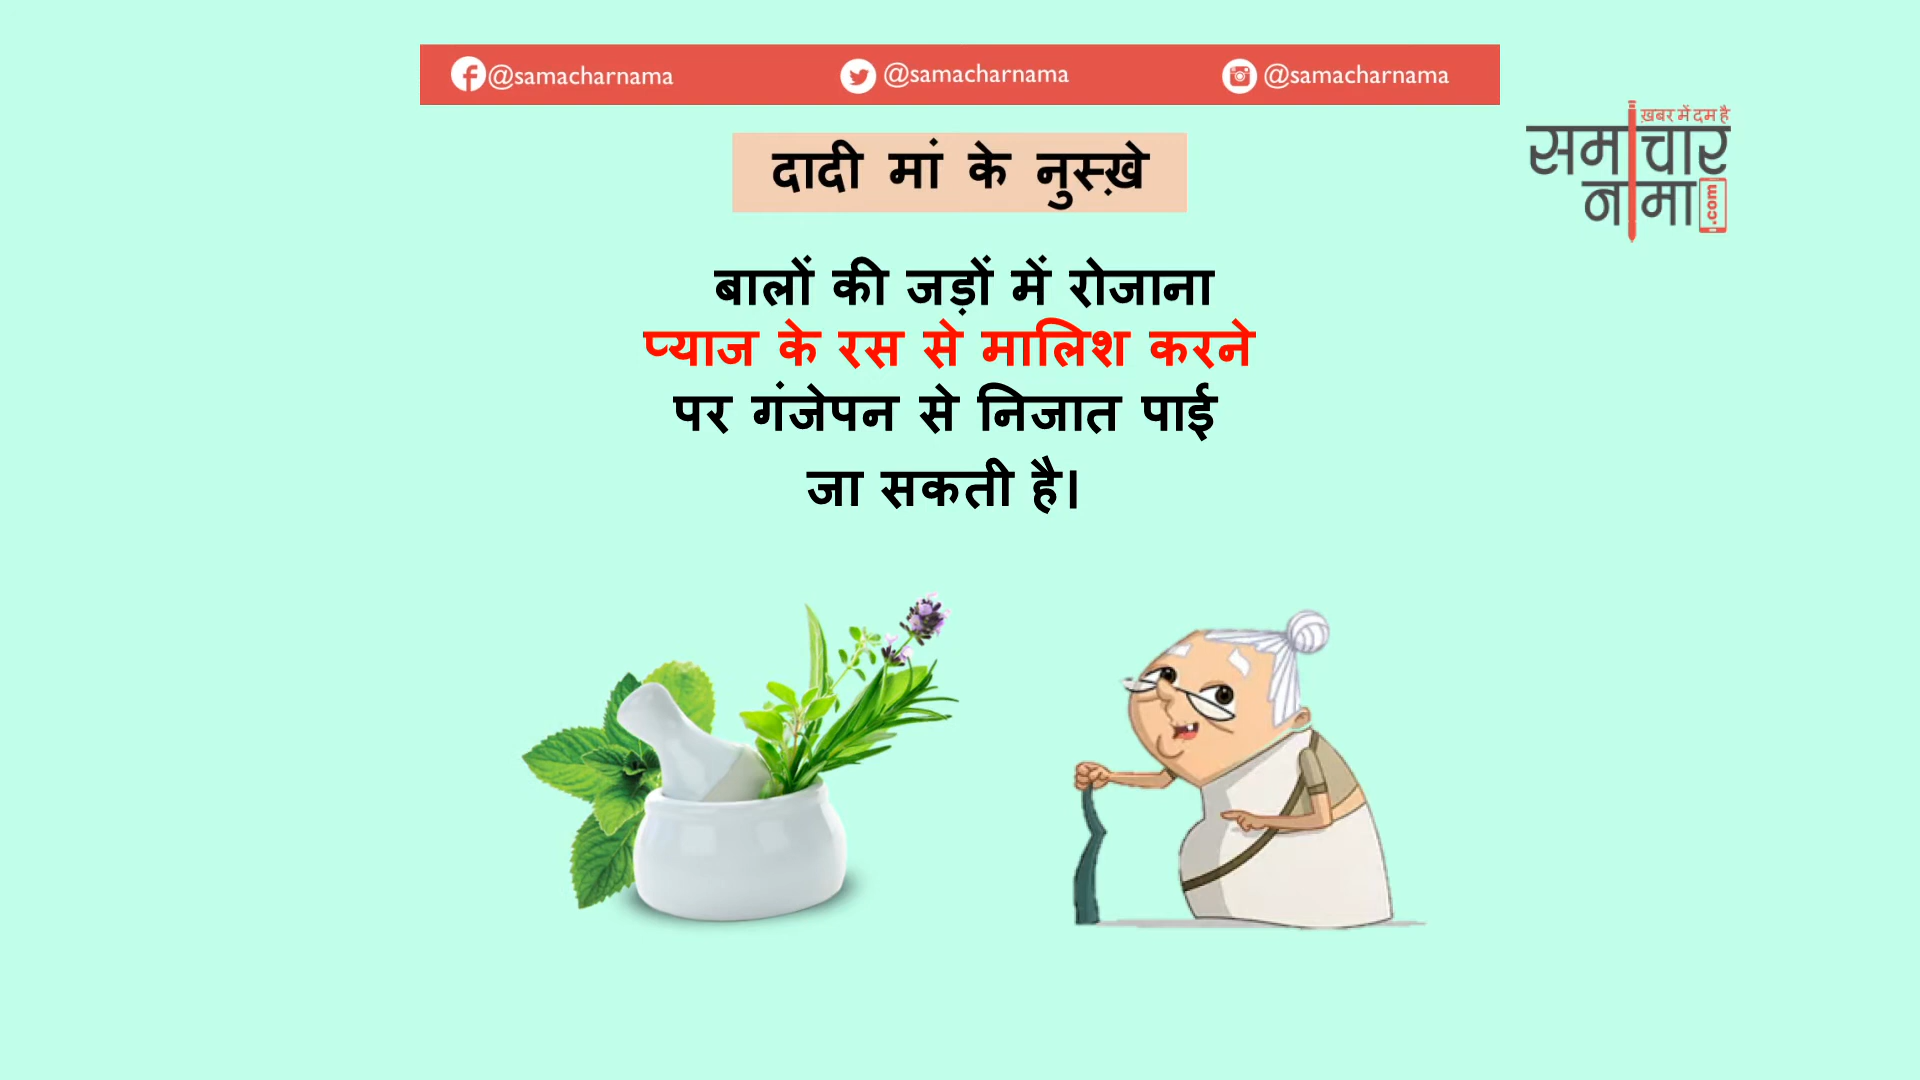 @samacharnama @samacharnama @samacharnama
ख़बर में दम है
समाचार
नामा.com
दादी मां के नुस्ख़े
बालों की जड़ों में रोजाना
प्याज के रस से मालिश करने
पर गंजेपन से निजात पाई
जा सकती है।